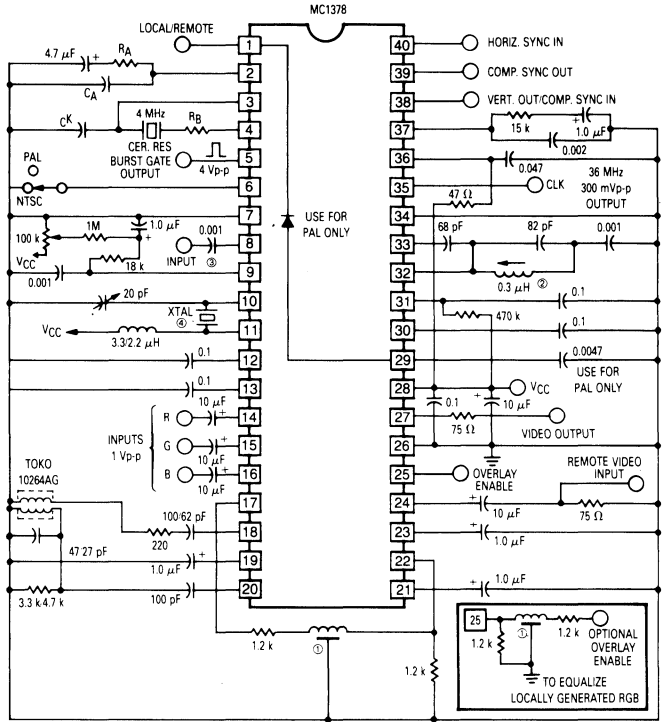 MC1378
LOCAL/REMOTE
1
40
HORIZ. SYNC IN
4.7 μF
+
RA
2
39
COMP. SYNC OUT
CA
3
38
VERT. OUT/COMP. SYNC IN
CK
4 MHz
RB
4
37
15 k
+
1.0 μF
0.002
CER. RES
BURST GATE
OUTPUT
5
4 Vp-p
36
0.047
36 MHz
300 mVp-p
OUTPUT
PAL
NTSC
6
35
CLK
47 Ω
7
USE FOR
PAL ONLY
34
100 k
1M
1.0 μF
+
VCC
18 k
0.001
INPUT
0.001
③
8
33
68 pF
82 pF
0.001
9
32
0.3 μH ②
20 pF
10
31
0.1
XTAL
④
470 k
VCC
3.3/2.2 μH
11
30
0.1
0.1
12
29
0.0047
USE FOR
PAL ONLY
0.1
13
28
VCC
0.1
+
10 μF
INPUTS
1 Vp-p
R
10 μF
+
14
27
75 Ω
VIDEO OUTPUT
G
10 μF
+
15
26
B
10 μF
+
16
25
OVERLAY
ENABLE
REMOTE VIDEO
INPUT
TOKO
10264AG
17
24
+
10 μF
75 Ω
100/62 pF
220
18
23
+
1.0 μF
47/27 pF
1.0 μF
+
19
22
3.3 k/4.7 k
100 pF
20
21
+
1.0 μF
1.2 k
①
1.2 k
25
1.2 k
①
1.2 k
OPTIONAL
OVERLAY
ENABLE
TO EQUALIZE
LOCALLY GENERATED RGB